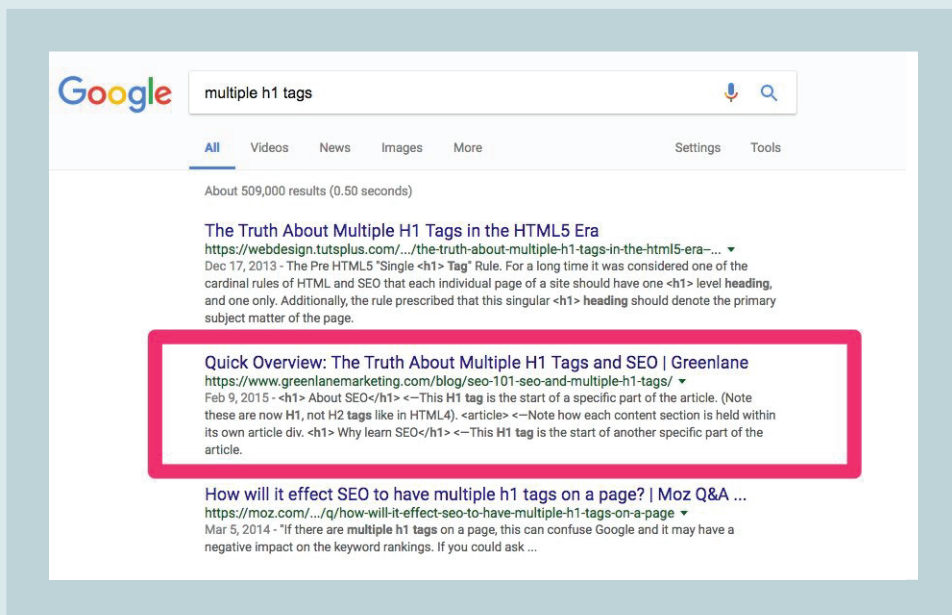 Google
multiple h1 tags
All Videos News Images More Settings Tools
About 509,000 results (0.50 seconds)
The Truth About Multiple H1 Tags in the HTML5 Era
https://webdesign.tutsplus.com/.../the-truth-about-multiple-h1-tags-in-the-html5-era--...
Dec 17, 2013 - The Pre HTML5 "Single <h1> Tag" Rule. For a long time it was considered one of the
cardinal rules of HTML and SEO that each individual page of a site should have one <h1> level heading,
and one only. Additionally, the rule prescribed that this singular <h1> heading should denote the primary
subject matter of the page.
Quick Overview: The Truth About Multiple H1 Tags and SEO | Greenlane
https://www.greenlanemarketing.com/blog/seo-101-seo-and-multiple-h1-tags/
Feb 9, 2015 - <h1> About SEO</h1> <—This H1 tag is the start of a specific part of the article. (Note
these are now H1, not H2 tags like in HTML4). <article> <—Note how each content section is held within
its own article div. <h1> Why learn SEO</h1> <—This H1 tag is the start of another specific part of the
article.
How will it effect SEO to have multiple h1 tags on a page? | Moz Q&A ...
https://moz.com/.../q/how-will-it-effect-seo-to-have-multiple-h1-tags-on-a-page
Mar 5, 2014 - "If there are multiple h1 tags on a page, this can confuse Google and it may have a
negative impact on the keyword rankings. If you could ask ...